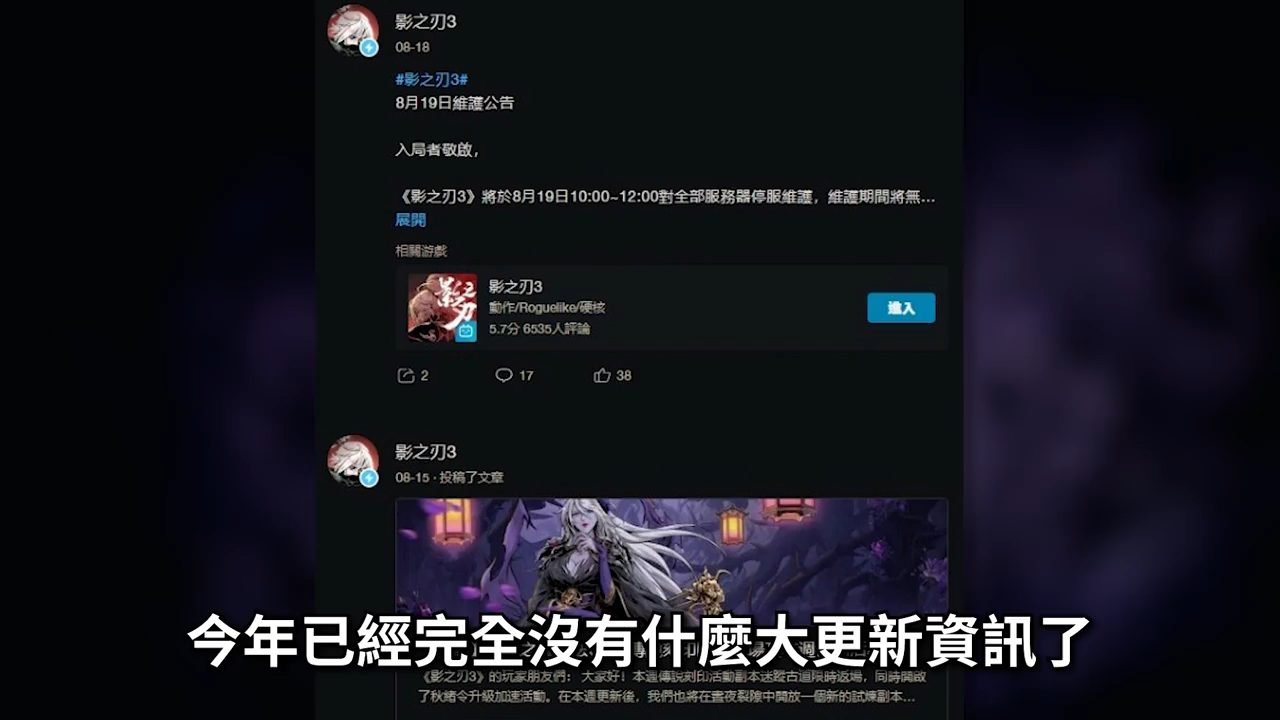 影之刃3
08-18
#影之刃3#
8月19日維護公告
入局者敬啟，
《影之刃3》將於8月19日10:00~12:00對全部服務器停服維護，維護期間將無…
展開
相關游戲
影之刃3
動作/Roguelike/硬核
5.7分 6535人評論
進入
2 17 38
影之刃3
08-15 · 投稿了文章
今年已經完全沒有什麼大更新資訊了
《影之刃3》的玩家朋友們： 大家好！本週傳說刻印活動副本迷蹤古道限時返場，同時開啟
了秋緒令升級加速活動。在本週更新後，我們也將在晝夜裂隙中開放一個新的試煉副本…